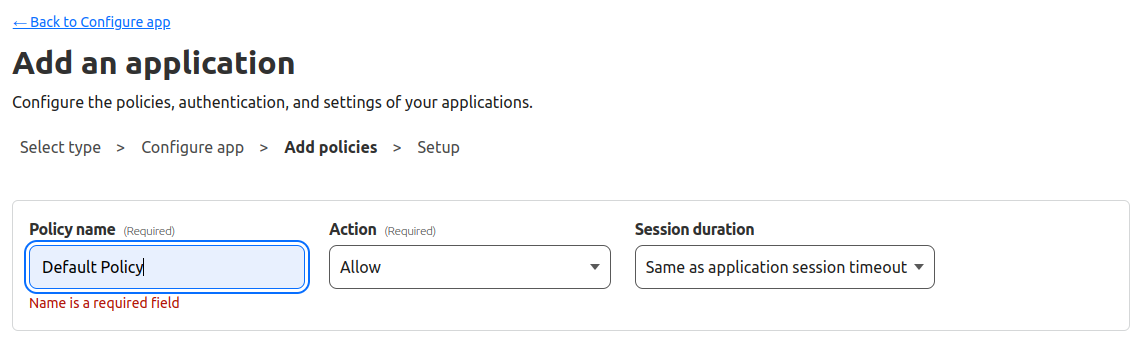 ← Back to Configure app
Add an application
Configure the policies, authentication, and settings of your applications.
Select type > Configure app > Add policies > Setup
Policy name (Required) Action (Required) Session duration
Default Policy Allow Same as application session timeout
Name is a required field